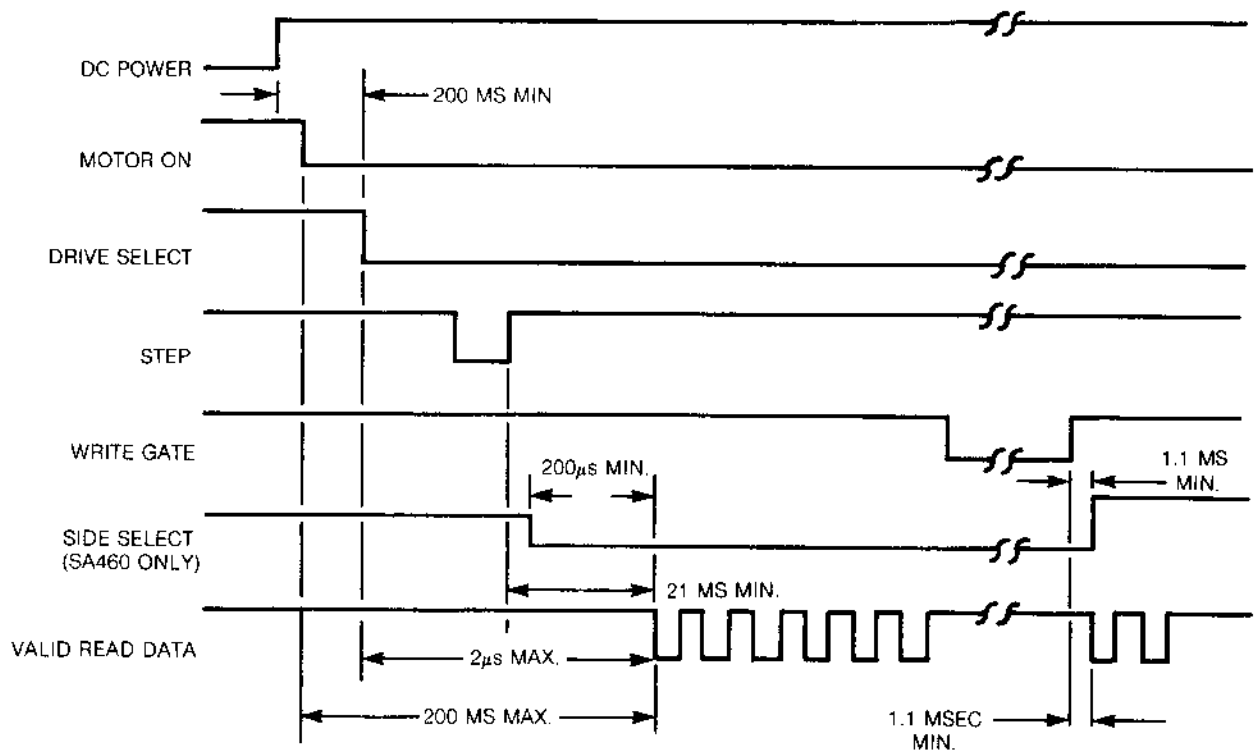 DC POWER
200 MS MIN
MOTOR ON
DRIVE SELECT
STEP
WRITE GATE
200µs MIN.
1.1 MS
MIN.
SIDE SELECT
(SA460 ONLY)
21 MS MIN.
VALID READ DATA
2µs MAX.
200 MS MAX.
1.1 MSEC
MIN.